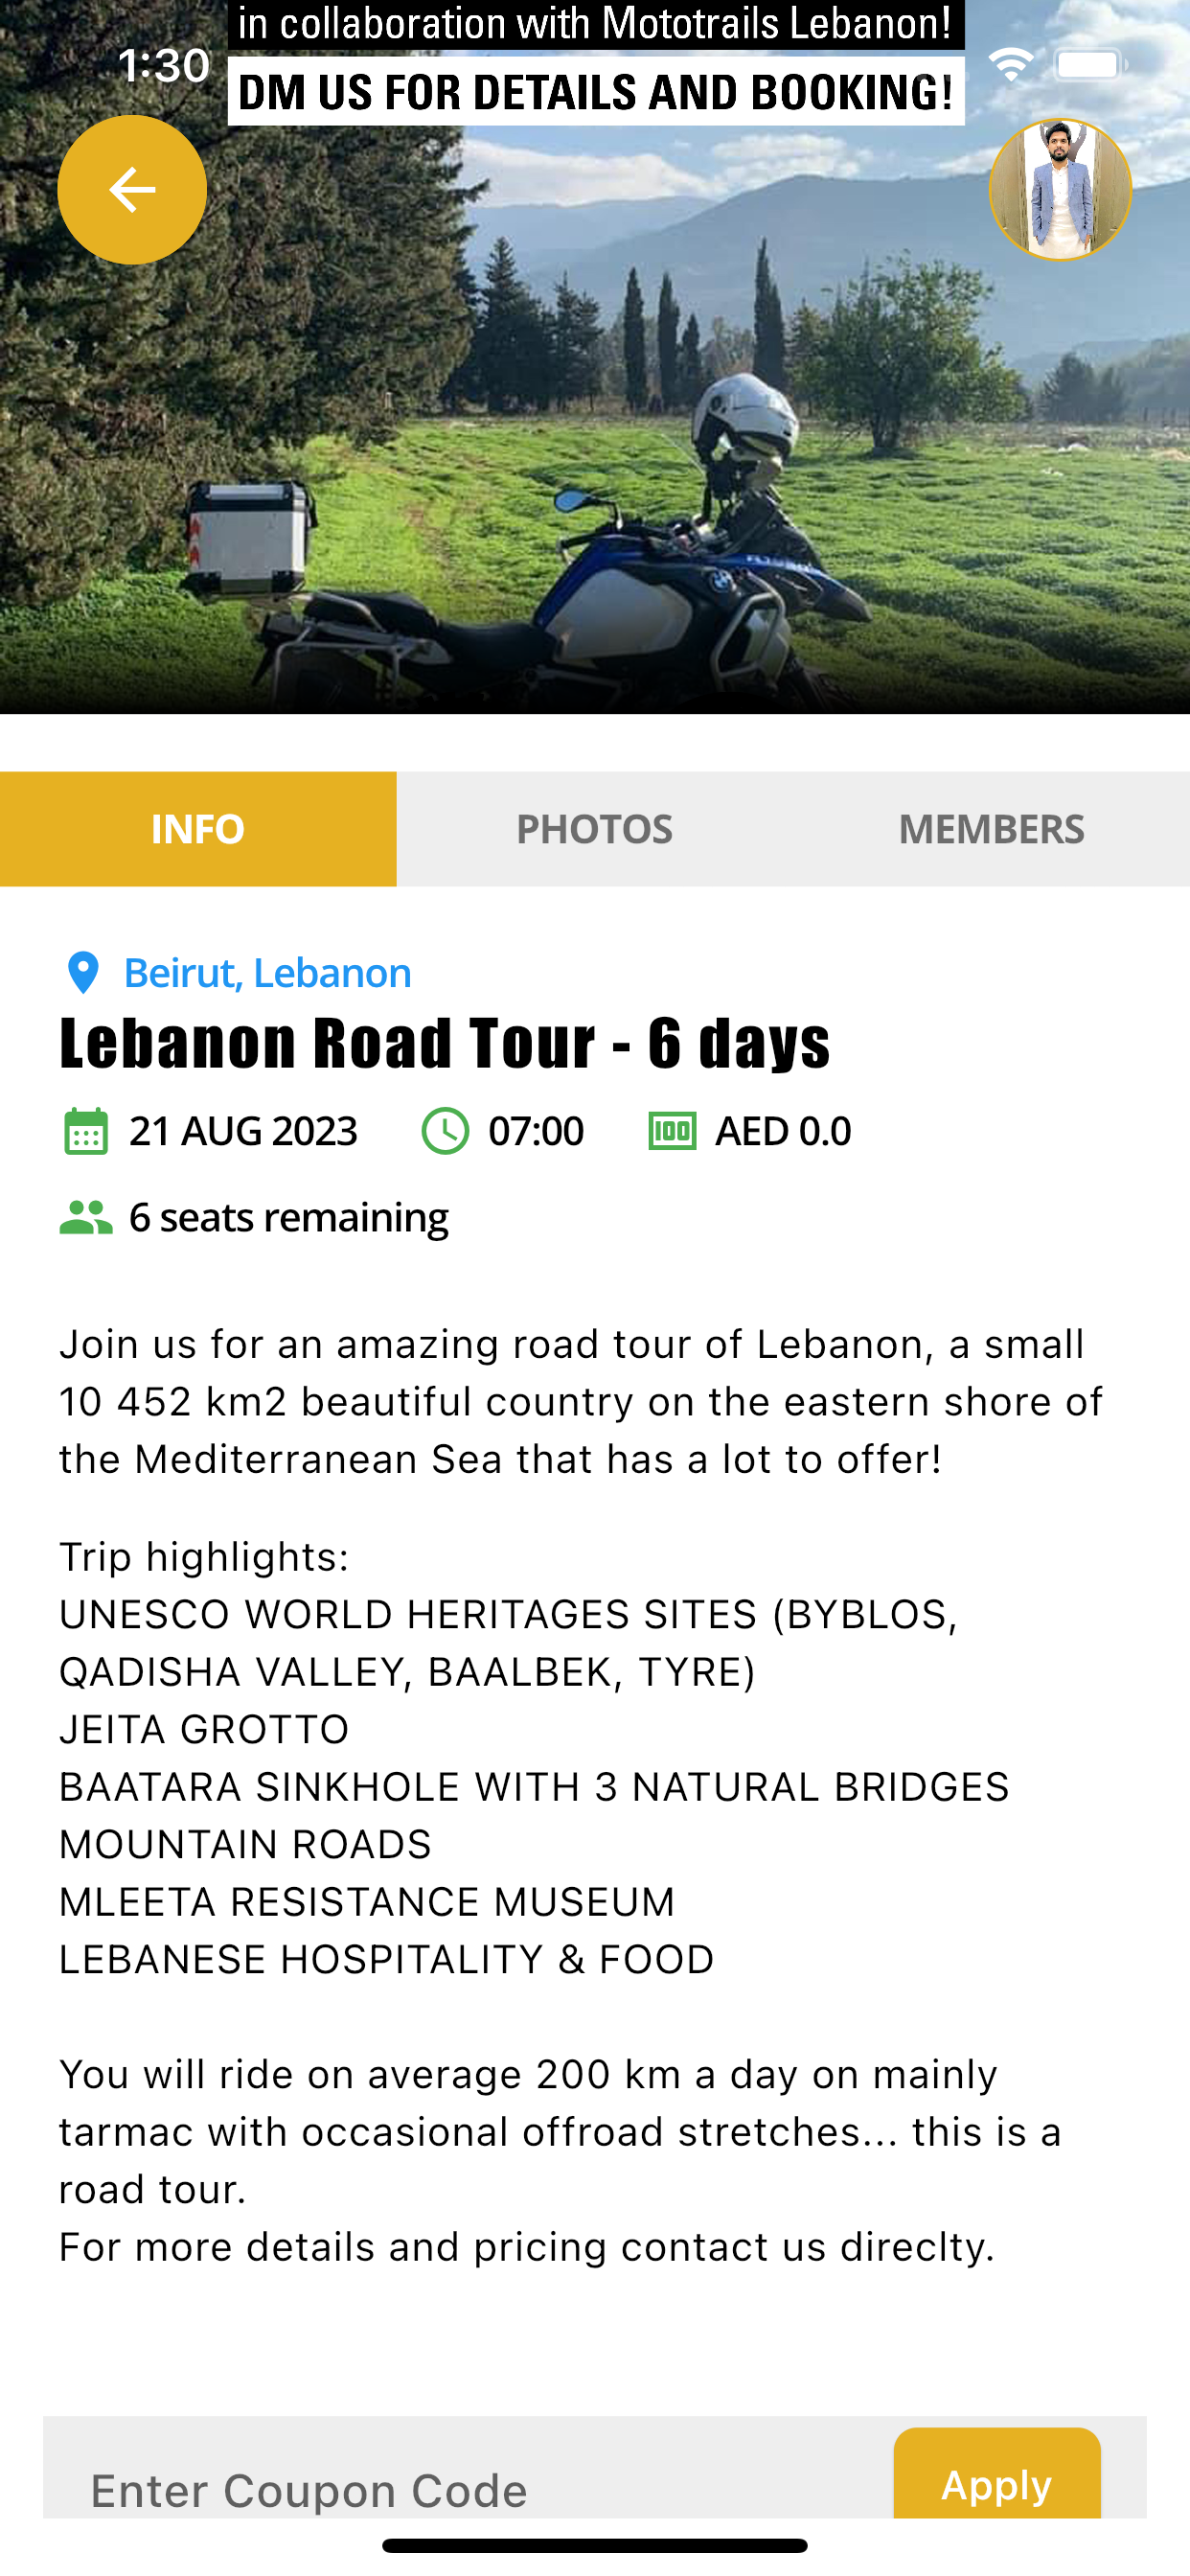 in collaboration with Mototrails Lebanon!
1:30
DM US FOR DETAILS AND BOOKING!
INFO
PHOTOS
MEMBERS
Beirut, Lebanon
Lebanon Road Tour - 6 days
21 AUG 2023
07:00
100
AED 0.0
6 seats remaining
Join us for an amazing road tour of Lebanon, a small
10 452 km2 beautiful country on the eastern shore of
the Mediterranean Sea that has a lot to offer!
Trip highlights:
UNESCO WORLD HERITAGES SITES (BYBLOS,
QADISHA VALLEY, BAALBEK, TYRE)
JEITA GROTTO
BAATARA SINKHOLE WITH 3 NATURAL BRIDGES
MOUNTAIN ROADS
MLEETA RESISTANCE MUSEUM
LEBANESE HOSPITALITY & FOOD
You will ride on average 200 km a day on mainly
tarmac with occasional offroad stretches... this is a
road tour.
For more details and pricing contact us direclty.
Enter Coupon Code
Apply